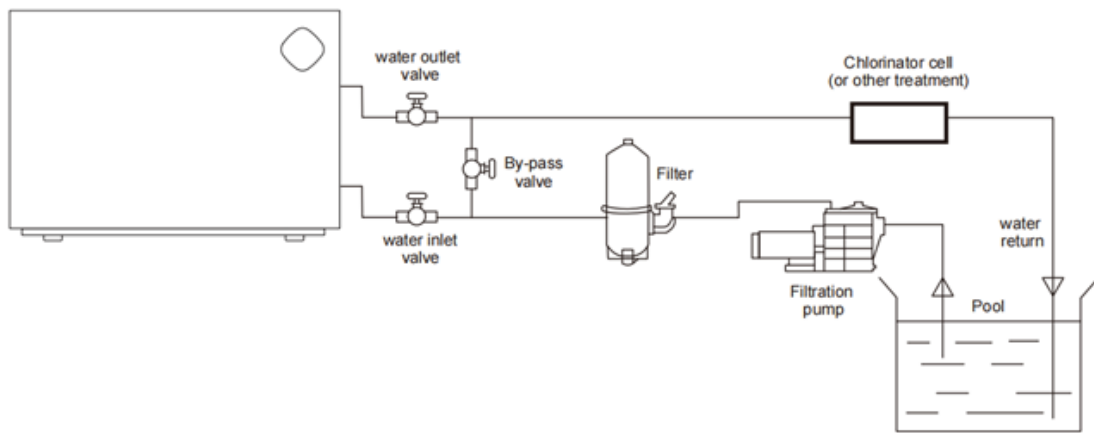 water outlet
valve
Chlorinator cell
(or other treatment)
By-pass
valve
Filter
water inlet
valve
water
return
Filtration
pump
Pool